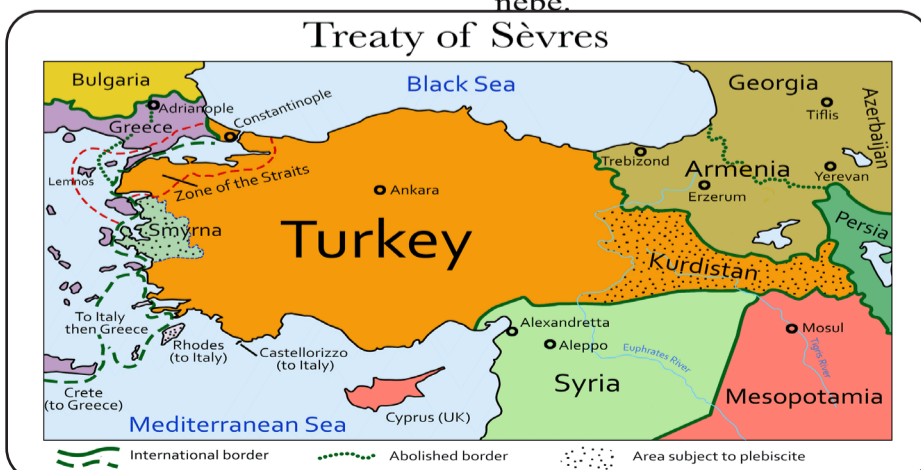 nebe.
Treaty of Sèvres
Bulgaria
Black Sea
Georgia
Azerbaijan
Adrianople
Constantinople
Tiflis
Greece
Trebizond
Armenia
Yerevan
Lemnos
Zone of the Straits
Ankara
Erzerum
Persia
Smyrna
Turkey
Kurdistan
To Italy
then Greece
Rhodes
(to Italy)
Castellorizzo
(to Italy)
Alexandretta
Aleppo
Mosul
Euphrates River
Tigris River
Crete
(to Greece)
Syria
Mesopotamia
Cyprus (UK)
Mediterranean Sea
International border
Abolished border
Area subject to plebiscite